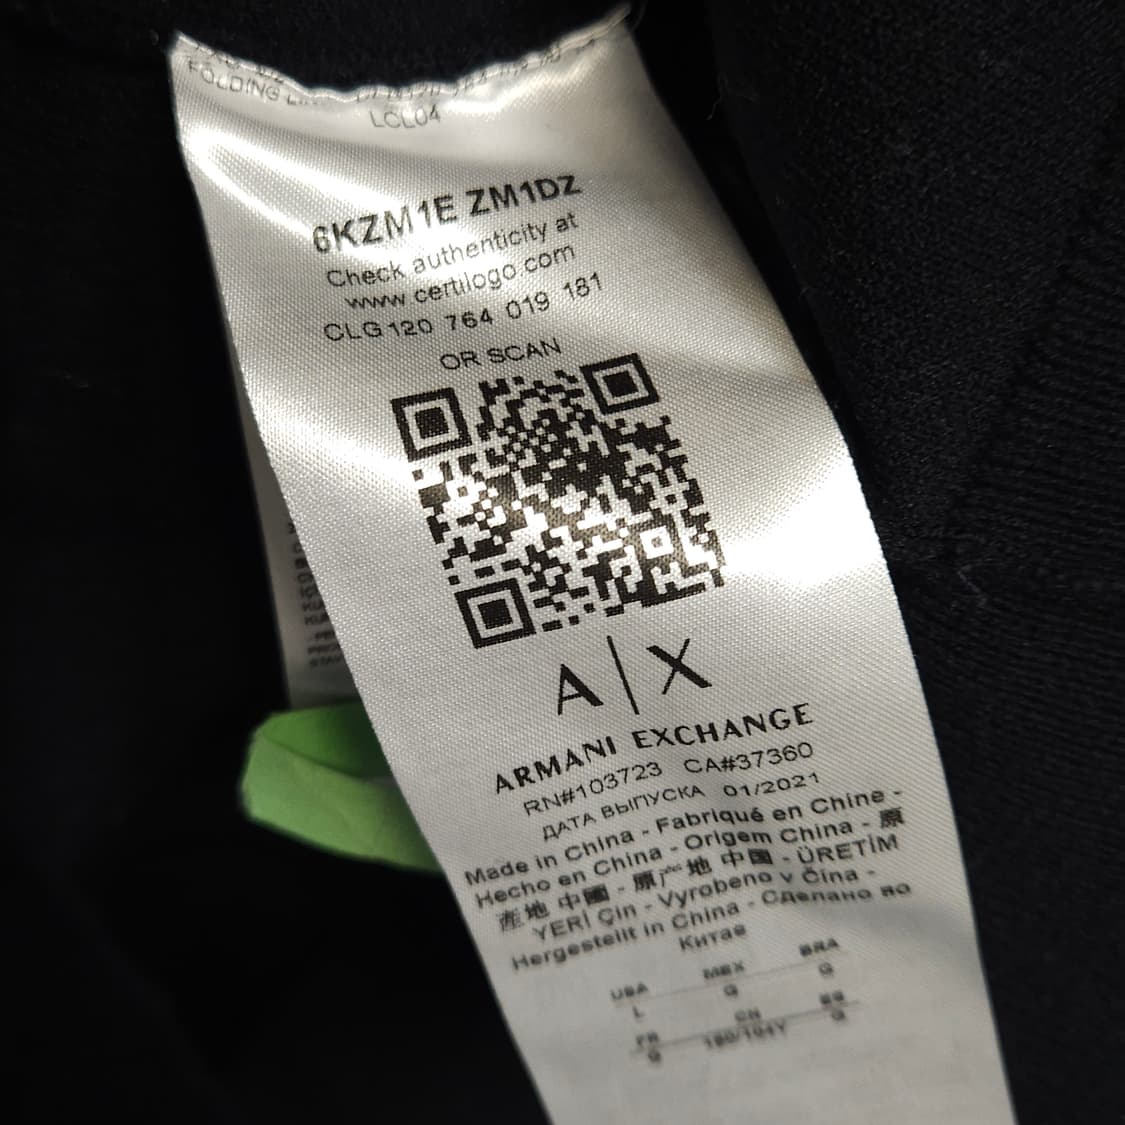 FOLDING
LCL04
6KZM1E ZM1DZ
Check authenticity at
www certilogo.com
CLG 120 764 019 181
OR SCAN
A|X
ARMANI EXCHANGE
RN#103723 CA#37360
ДАТА ВЫПУСКА 01/2021
Made in China - Fabriqué en Chine -
Hecho en China - Origem China - 原
産地 中國 - 原产地 中国 - ÜRETİM
YERİ Çin - Vyrobeno v Čína -
Hergestellt in China - Сделано во
Китае
USA MEX BRA
L G G
FR CN ES
G 180/104Y G